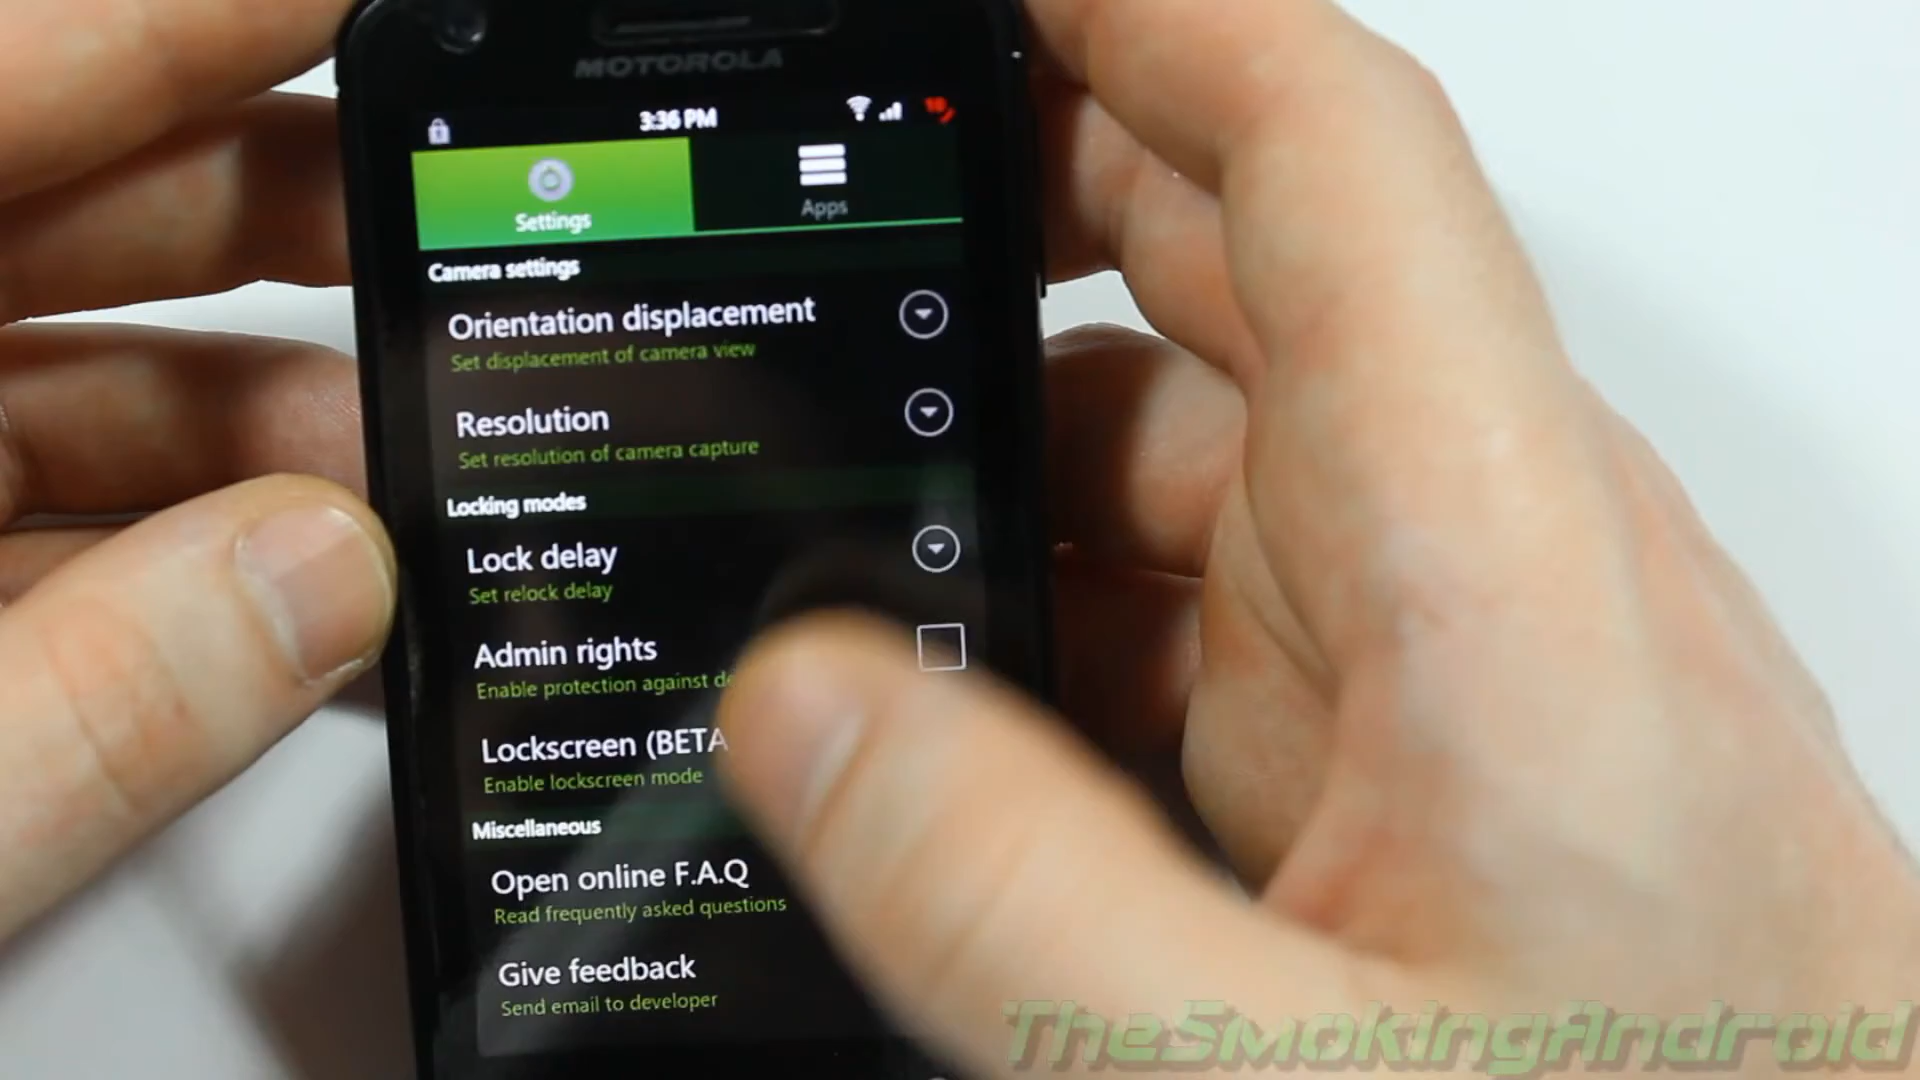 MOTOROLA
3:36 PM
Settings
Apps
Camera settings
Orientation displacement
Set displacement of camera view
Resolution
Set resolution of camera capture
Locking modes
Lock delay
Set relock delay
Admin rights
Enable protection against
Lockscreen (BETA
Enable lockscreen mode
Miscellaneous
Open online F.A.Q
Read frequently asked questions
Give feedback
Send email to developer
TheSmokingAndroid